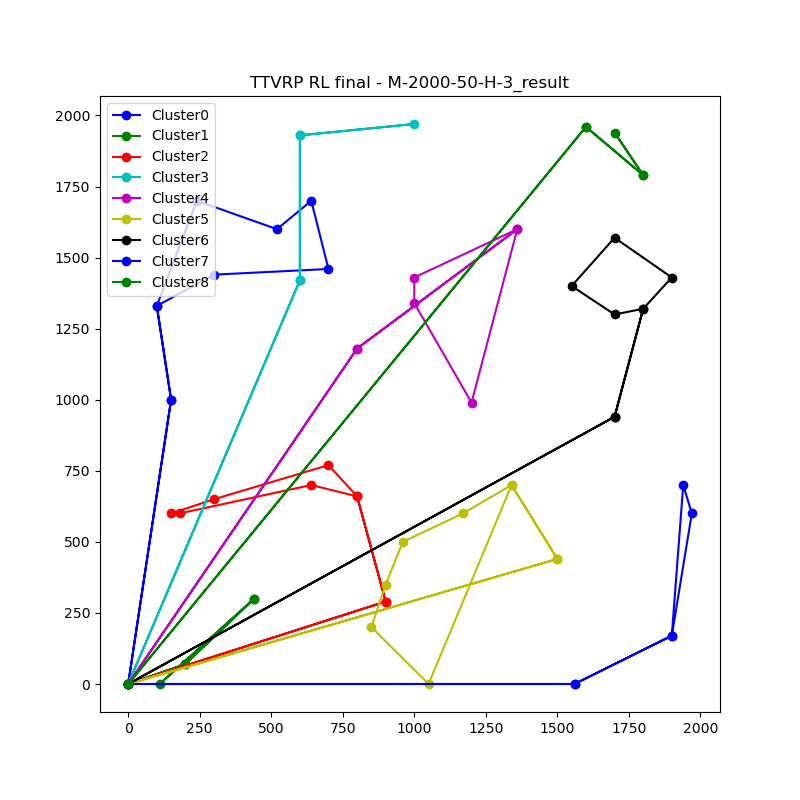 TTVRP RL final - M-2000-50-H-3_result
2000
1750
1500
1250
1000
750
500
250
0
Cluster0
Cluster1
Cluster2
Cluster3
Cluster4
Cluster5
Cluster6
Cluster7
Cluster8
0 250 500 750 1000 1250 1500 1750 2000